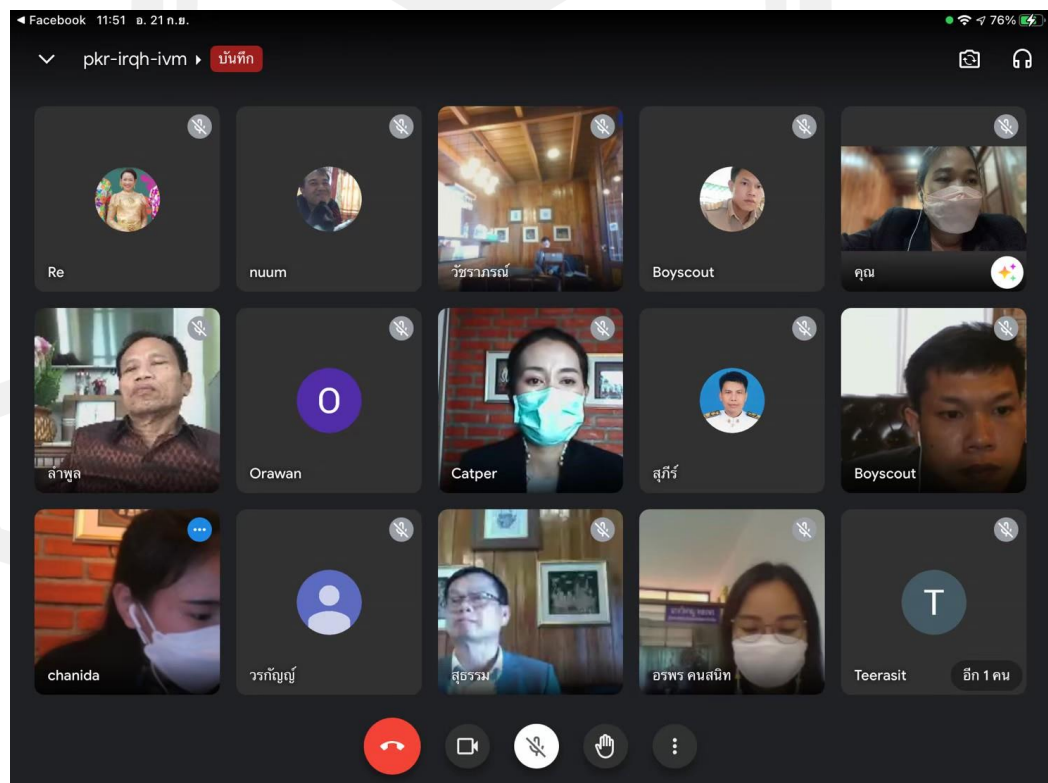 ◀ Facebook 11:51 อ. 21 ก.ย.
76%
pkr-irqh-ivm ▸ บันทึก
Re
nuum
วัชราภรณ์
Boyscout
คุณ
ลำพูล
O
Orawan
Catper
สุภีร์
Boyscout
chanida
วรกัญญ์
สุธรรม
อรพร คนสนิท
T
Teerasit
อีก 1 คน